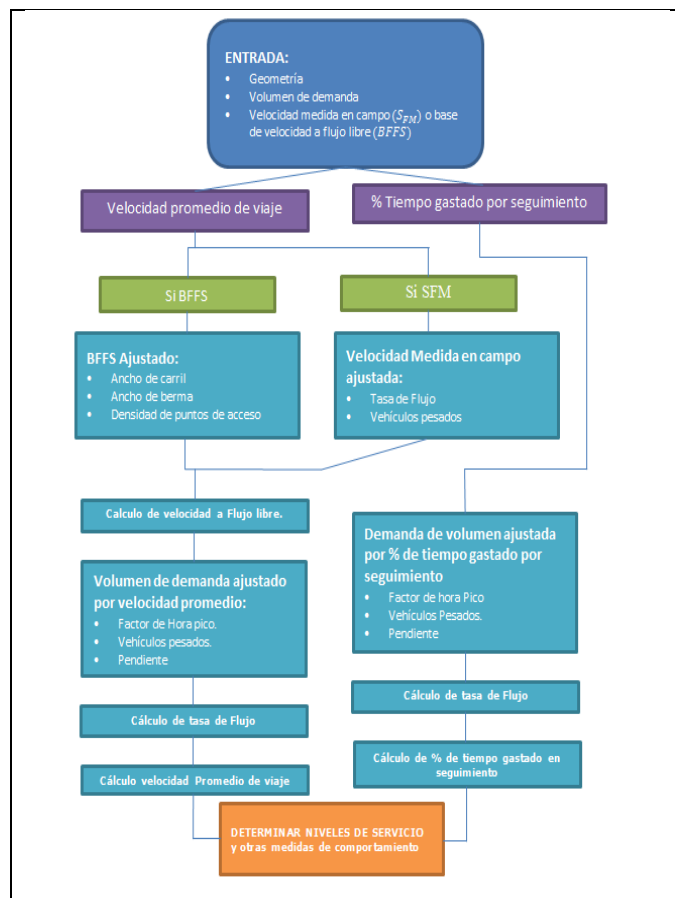 ENTRADA:
• Geometría
• Volumen de demanda
• Velocidad medida en campo (S_FM) o base
de velocidad a flujo libre (BFFS)
Velocidad promedio de viaje
% Tiempo gastado por seguimiento
Si BFFS
Si SFM
BFFS Ajustado:
• Ancho de carril
• Ancho de berma
• Densidad de puntos de acceso
Velocidad Medida en campo
ajustada:
• Tasa de Flujo
• Vehículos pesados
Calculo de velocidad a Flujo libre.
Volumen de demanda ajustado
por velocidad promedio:
• Factor de Hora pico.
• Vehículos pesados.
• Pendiente
Demanda de volumen ajustada
por % de tiempo gastado por
seguimiento
• Factor de hora Pico
• Vehículos Pesados.
• Pendiente
Cálculo de tasa de Flujo
Cálculo de tasa de Flujo
Cálculo velocidad Promedio de viaje
Cálculo de % de tiempo gastado en
seguimiento
DETERMINAR NIVELES DE SERVICIO
y otras medidas de comportamiento